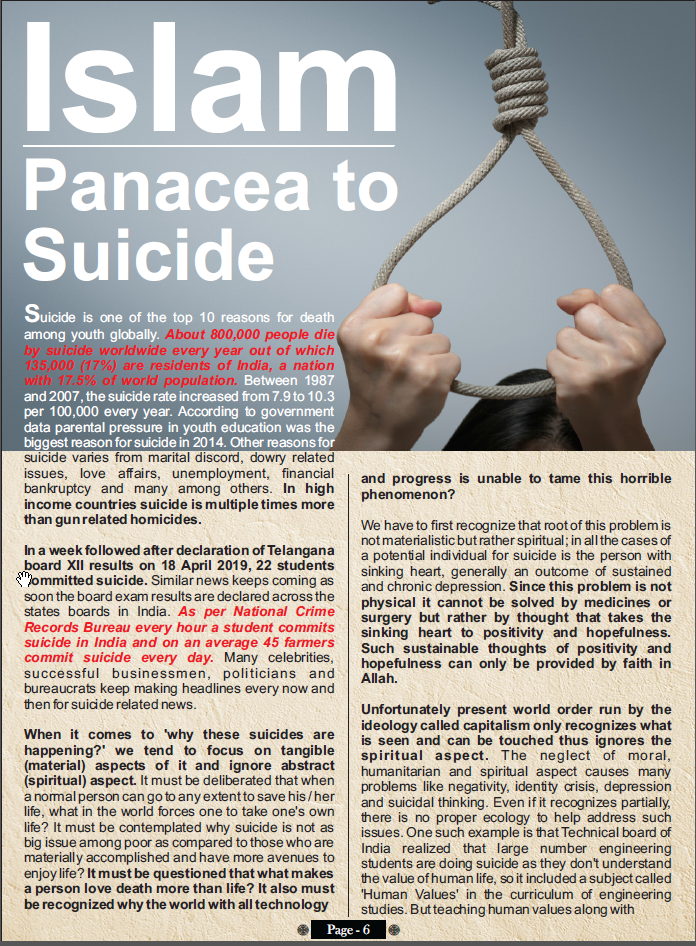 Islam
Panacea to
Suicide
Suicide is one of the top 10 reasons for death
among youth globally. About 800,000 people die
by suicide worldwide every year out of which
135,000 (17%) are residents of India, a nation
with 17.5% of world population. Between 1987
and 2007, the suicide rate increased from 7.9 to 10.3
per 100,000 every year. According to government
data parental pressure in youth education was the
biggest reason for suicide in 2014. Other reasons for
suicide varies from marital discord, dowry related
issues, love affairs, unemployment, financial
bankruptcy and many among others. In high
income countries suicide is multiple times more
than gun related homicides.
In a week followed after declaration of Telangana
board XII results on 18 April 2019, 22 students
committed suicide. Similar news keeps coming as
soon the board exam results are declared across the
states boards in India. As per National Crime
Records Bureau every hour a student commits
suicide in India and on an average 45 farmers
commit suicide every day. Many celebrities,
successful businessmen, politicians and
bureaucrats keep making headlines every now and
then for suicide related news.
When it comes to 'why these suicides are
happening?' we tend to focus on tangible
(material) aspects of it and ignore abstract
(spiritual) aspect. It must be deliberated that when
a normal person can go to any extent to save his / her
life, what in the world forces one to take one's own
life? It must be contemplated why suicide is not as
big issue among poor as compared to those who are
materially accomplished and have more avenues to
enjoy life? It must be questioned that what makes
a person love death more than life? It also must
be recognized why the world with all technology
and progress is unable to tame this horrible
phenomenon?
We have to first recognize that root of this problem is
not materialistic but rather spiritual; in all the cases of
a potential individual for suicide is the person with
sinking heart, generally an outcome of sustained
and chronic depression. Since this problem is not
physical it cannot be solved by medicines or
surgery but rather by thought that takes the
sinking heart to positivity and hopefulness.
Such sustainable thoughts of positivity and
hopefulness can only be provided by faith in
Allah.
Unfortunately present world order run by the
ideology called capitalism only recognizes what
is seen and can be touched thus ignores the
spiritual aspect. The neglect of moral,
humanitarian and spiritual aspect causes many
problems like negativity, identity crisis, depression
and suicidal thinking. Even if it recognizes partially,
there is no proper ecology to help address such
issues. One such example is that Technical board of
India realized that large number engineering
students are doing suicide as they don't understand
the value of human life, so it included a subject called
'Human Values' in the curriculum of engineering
studies. But teaching human values along with
Page - 6